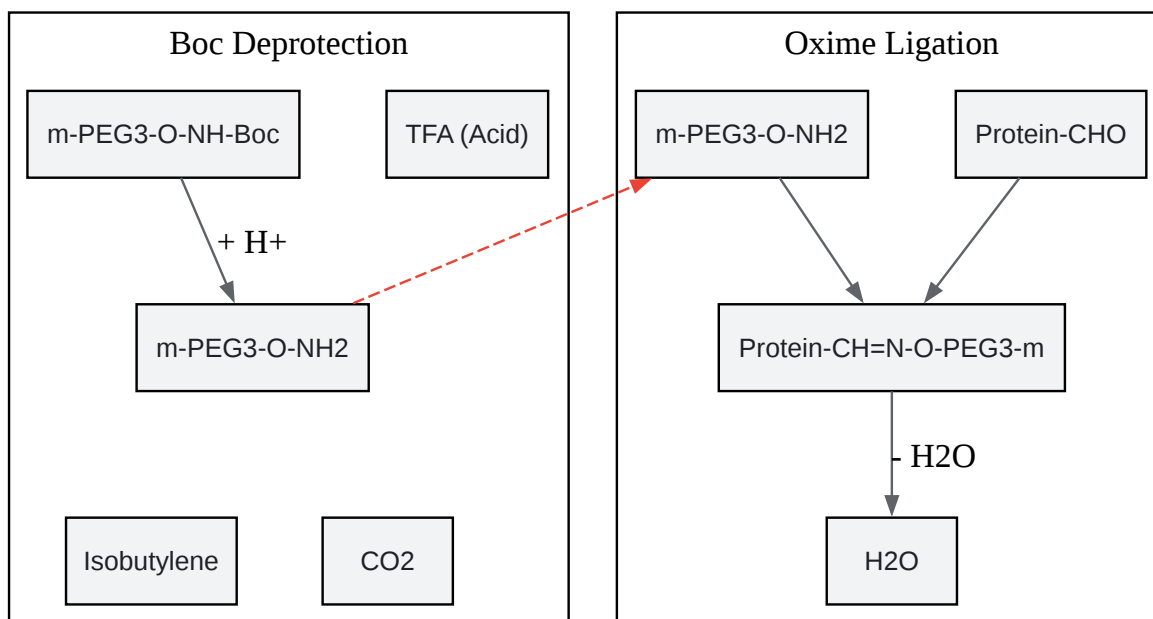 Boc Deprotection
m-PEG3-O-NH-Boc
TFA (Acid)
+ H+
m-PEG3-O-NH2
Isobutylene
CO2
Oxime Ligation
m-PEG3-O-NH2
Protein-CHO
Protein-CH=N-O-PEG3-m
- H2O
H2O